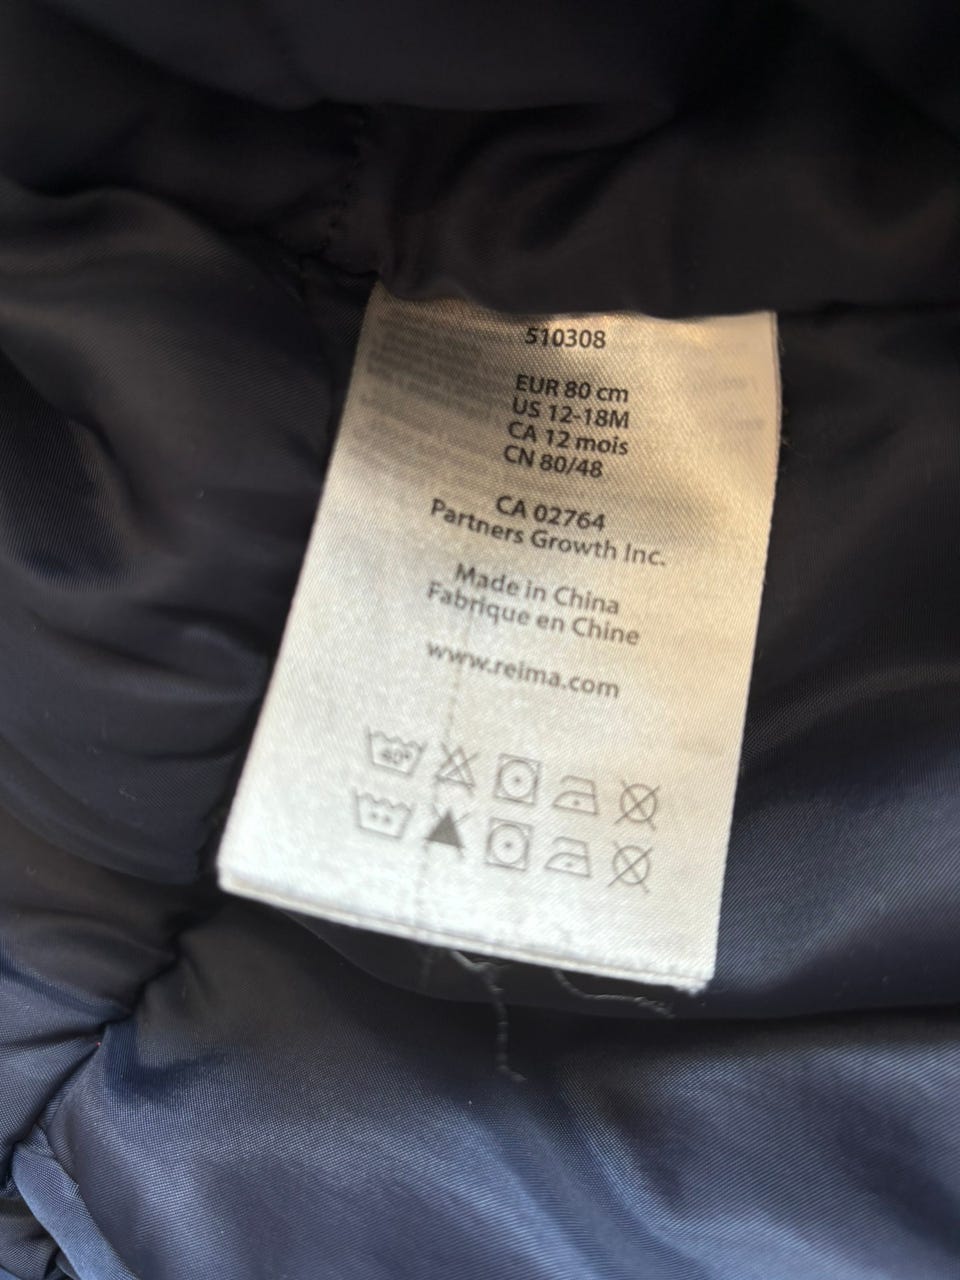 510308
EUR 80 cm
US 12-18M
CA 12 mois
CN 80/48
CA 02764
Partners Growth Inc.
Made in China
Fabrique en Chine
www.reima.com
40°